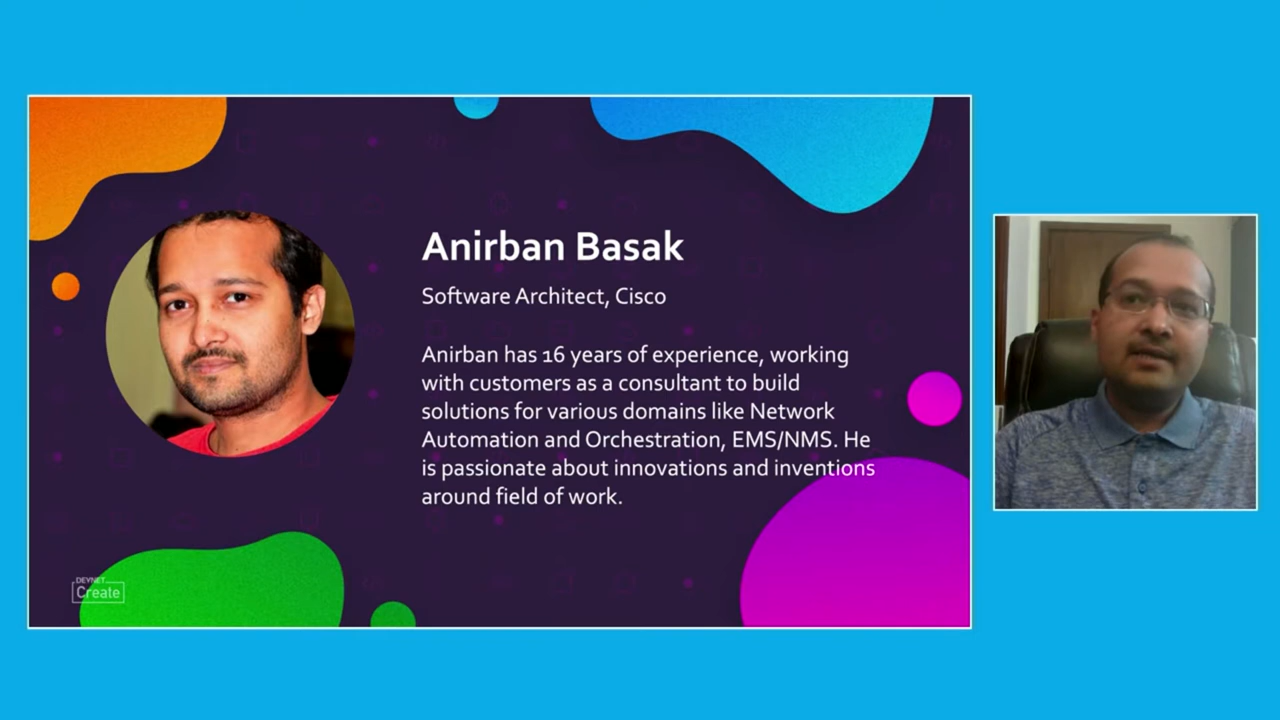 Anirban Basak
Software Architect, Cisco
Anirban has 16 years of experience, working
with customers as a consultant to build
solutions for various domains like Network
Automation and Orchestration, EMS/NMS. He
is passionate about innovations and inventions
around field of work.
DEVNET
Create